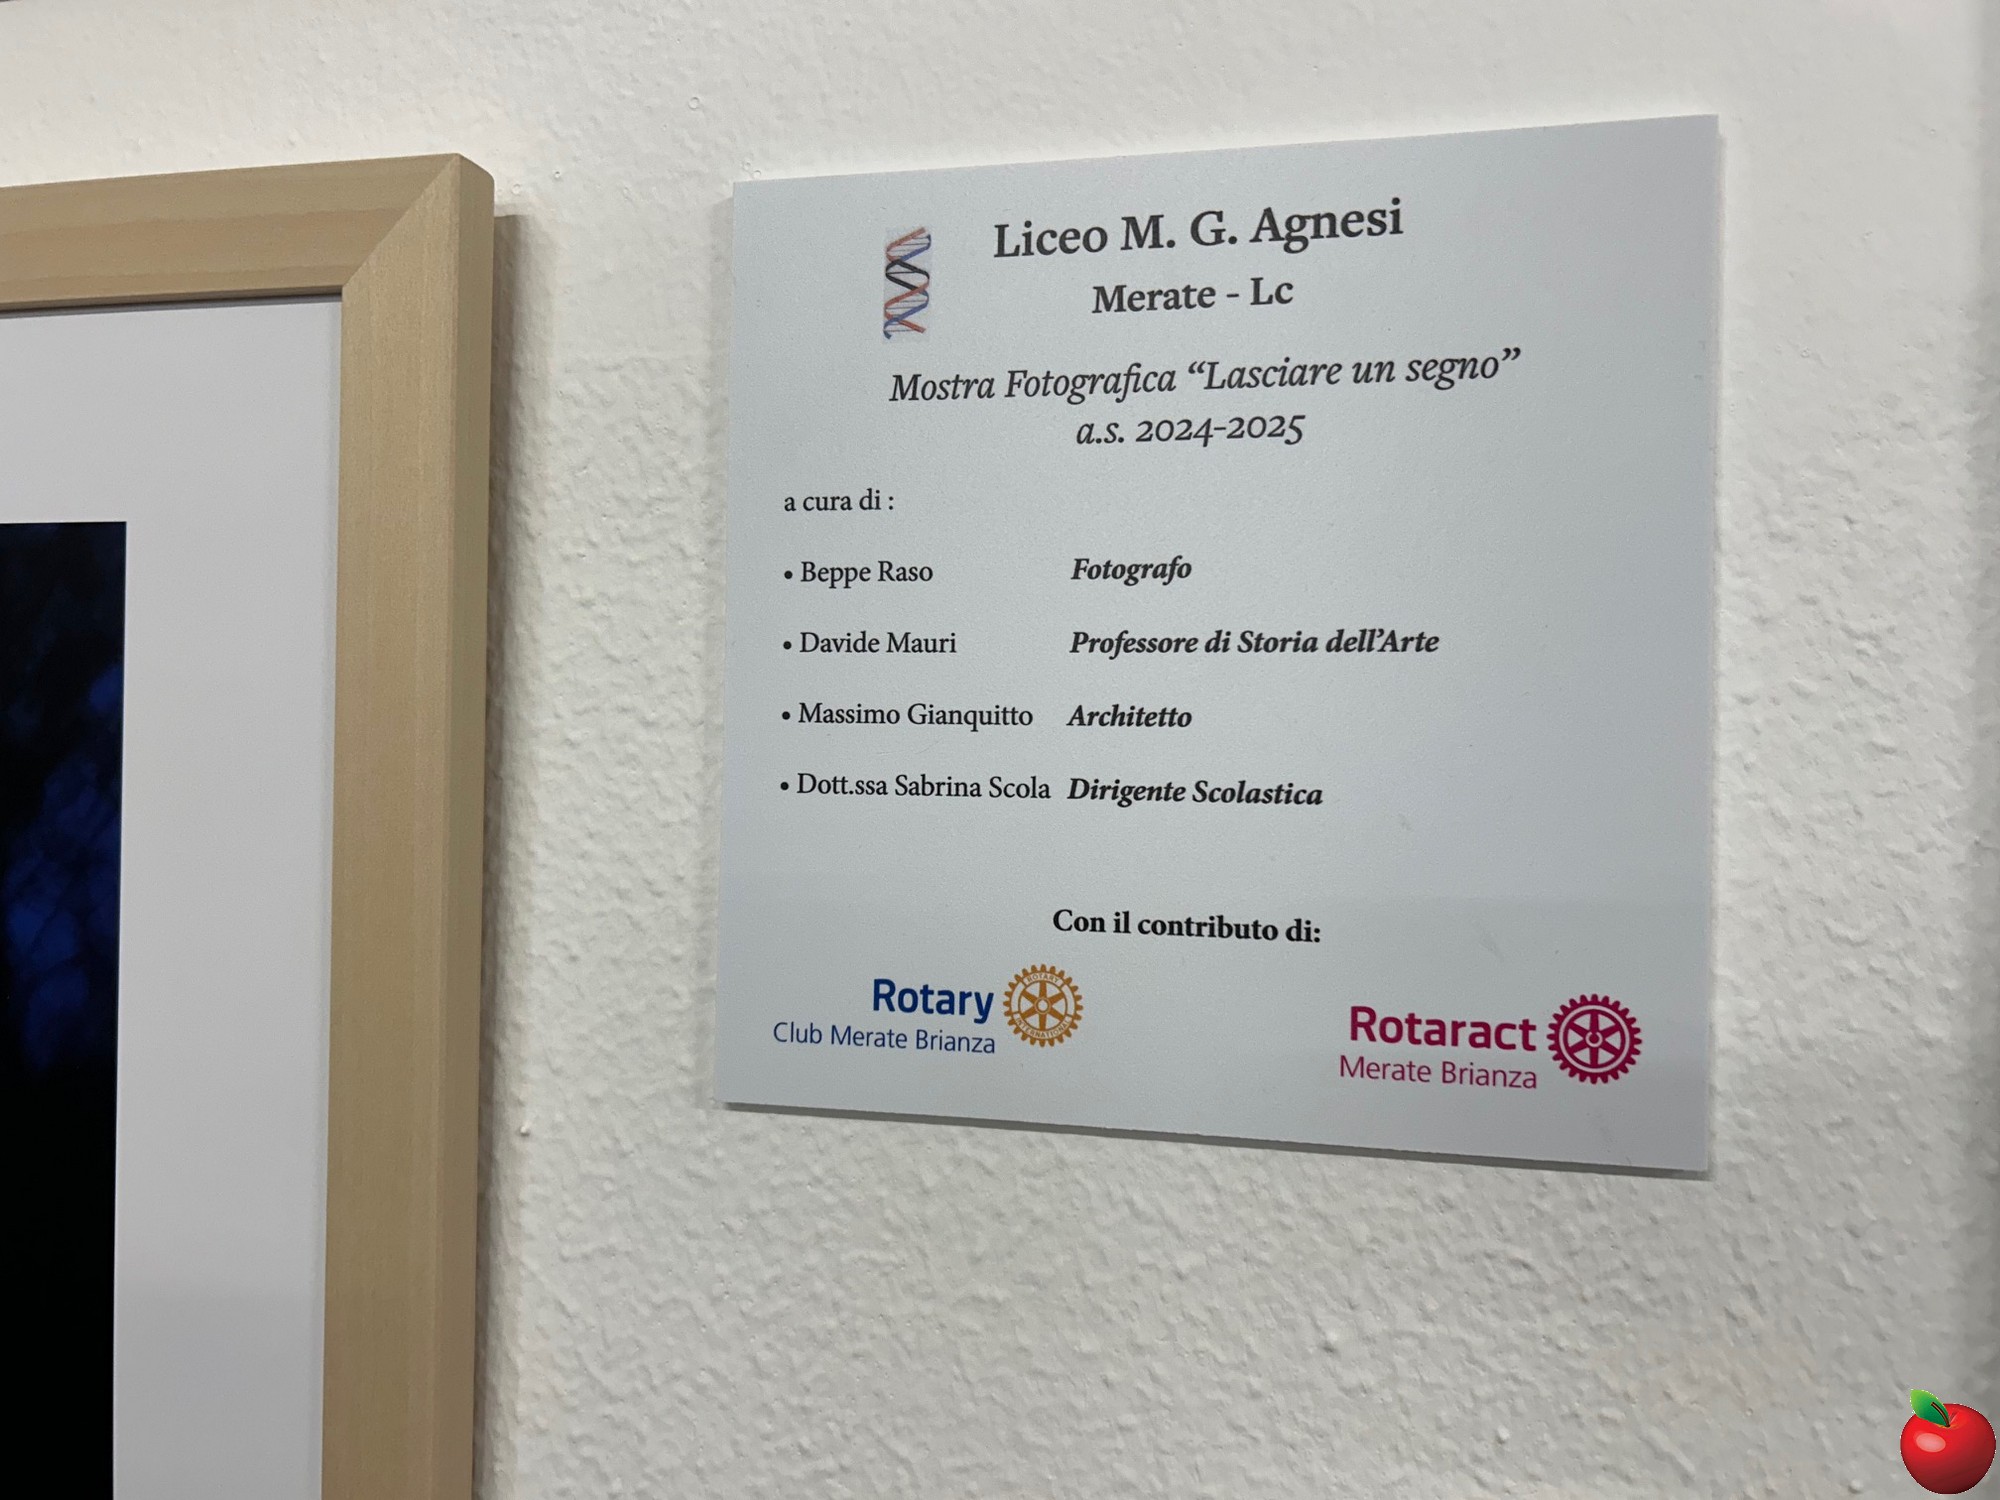 Liceo M. G. Agnesi
Merate - Lc
Mostra Fotografica “Lasciare un segno”
a.s. 2024-2025
a cura di :
• Beppe Raso Fotografo
• Davide Mauri Professore di Storia dell’Arte
• Massimo Gianquitto Architetto
• Dott.ssa Sabrina Scola Dirigente Scolastica
Con il contributo di:
Rotary
Club Merate Brianza
ROTARY
INTERNATIONAL
Rotaract
Merate Brianza